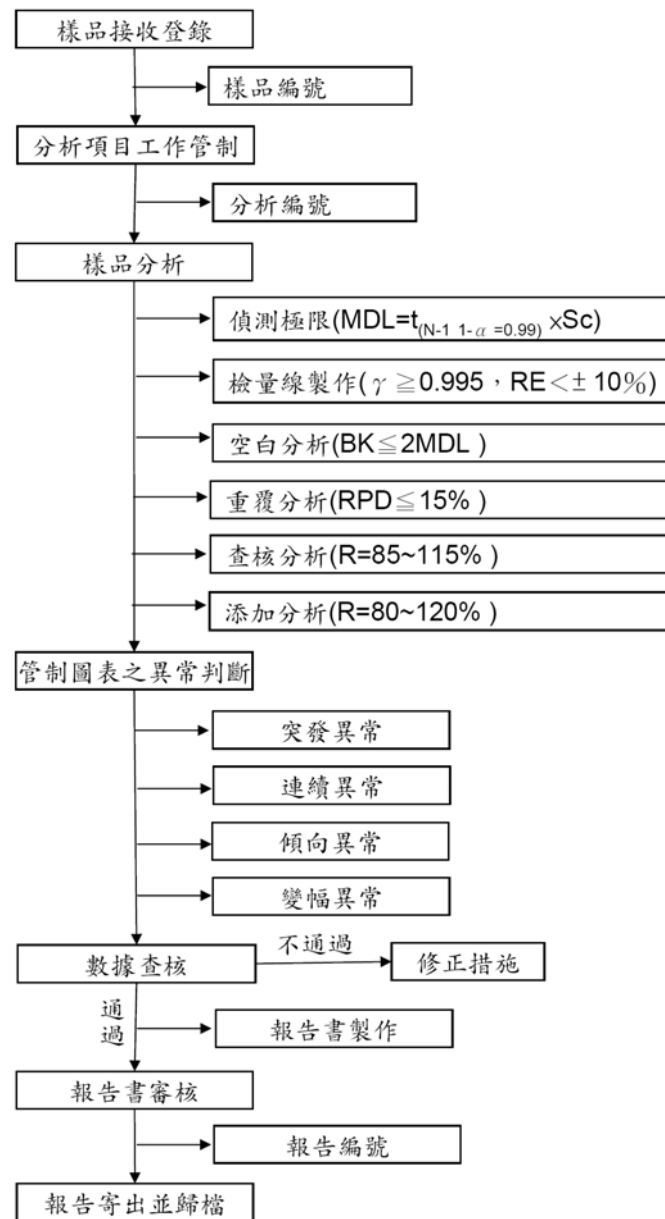 樣品接收登錄
樣品編號
分析項目工作管制
分析編號
樣品分析
偵測極限(MDL=t(N-1 1-α =0.99) ×Sc)
檢量線製作(γ≧0.995，RE<±10%)
空白分析(BK≦2MDL )
重覆分析(RPD≦15% )
查核分析(R=85~115% )
添加分析(R=80~120% )
管制圖表之異常判斷
突發異常
連續異常
傾向異常
變幅異常
數據查核
不通過
修正措施
通過
報告書製作
報告書審核
報告編號
報告寄出並歸檔